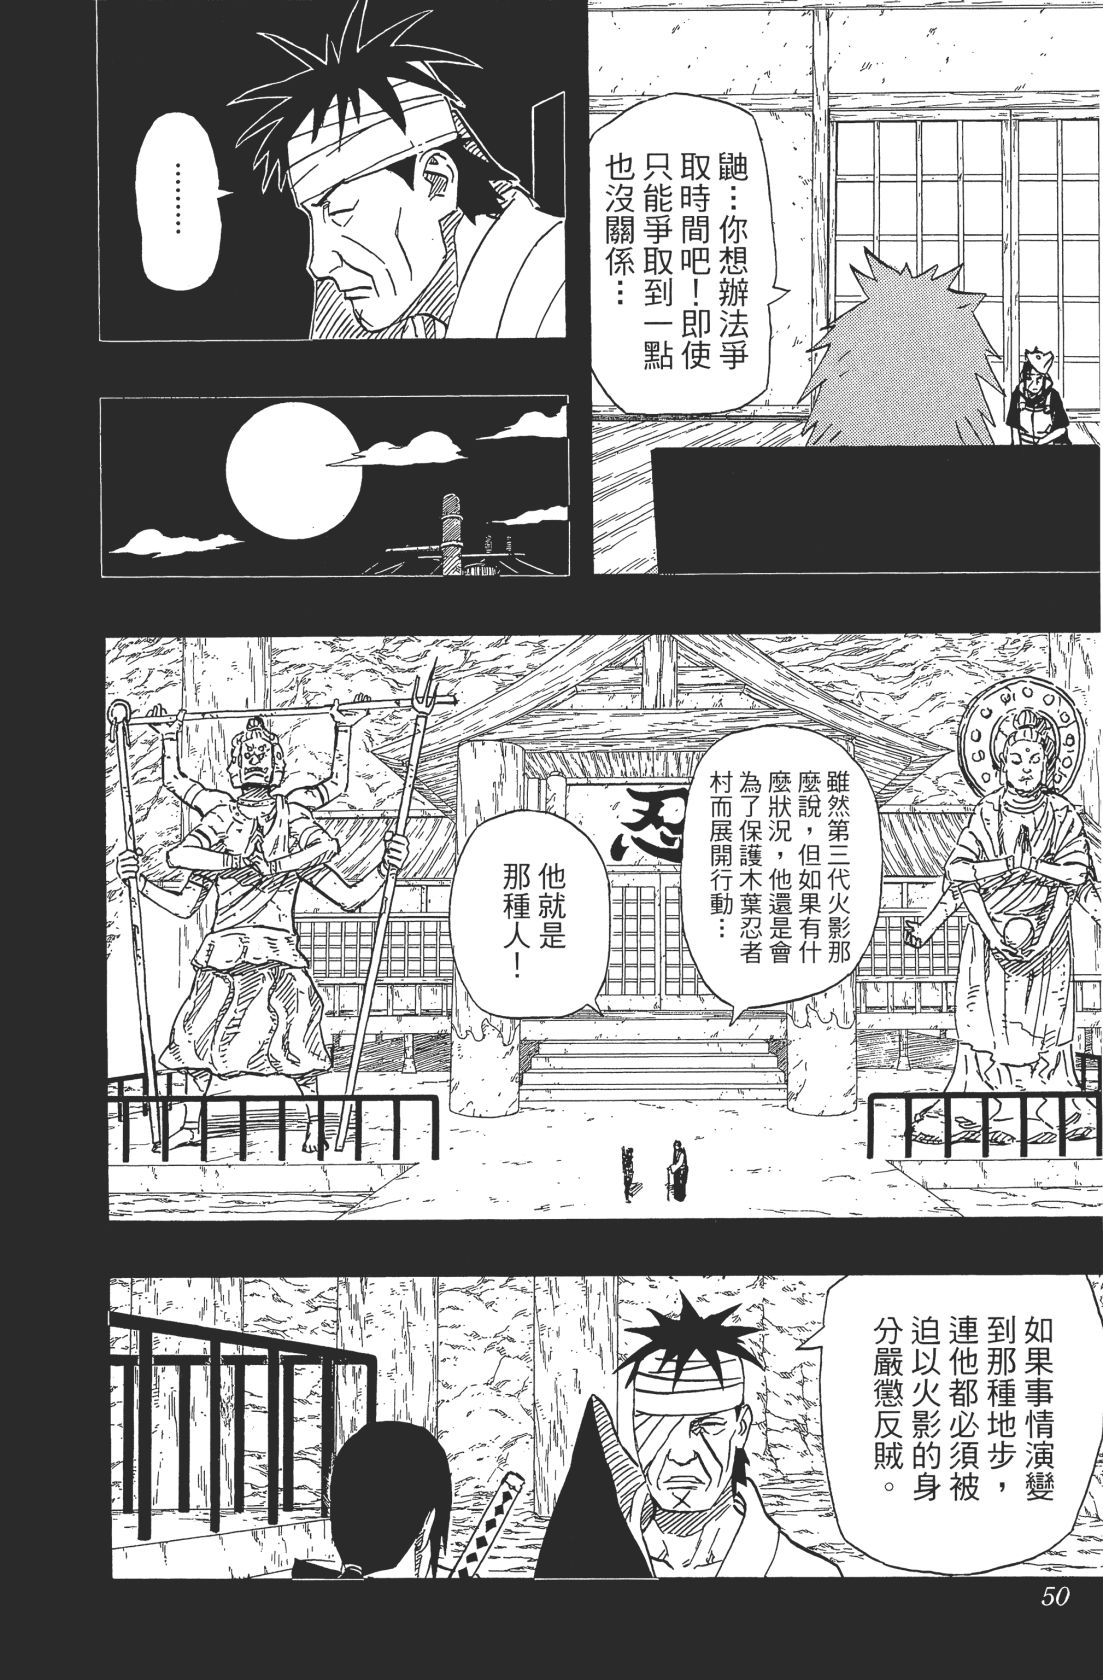 鼬…你想辦法爭
取時間吧！即使
只能爭取到一點
也沒關係…
………
雖然第三代火影那
麼說，但如果有什
麼狀況，他還是會
為了保護木葉忍者
村而展開行動…
忍
他就是
那種人！
如果事情演變
到那種地步，
連他都必須被
迫以火影的身
分嚴懲反賊。
50